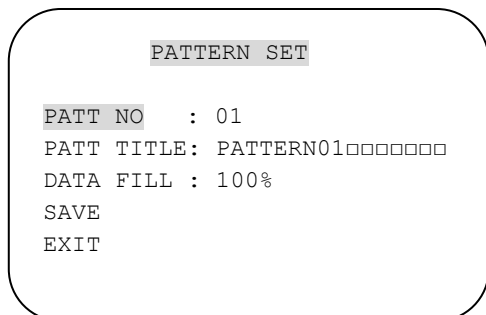 PATTERN SET
PATT NO : 01
PATT TITLE: PATTERN01□□□□□□□
DATA FILL : 100%
SAVE
EXIT